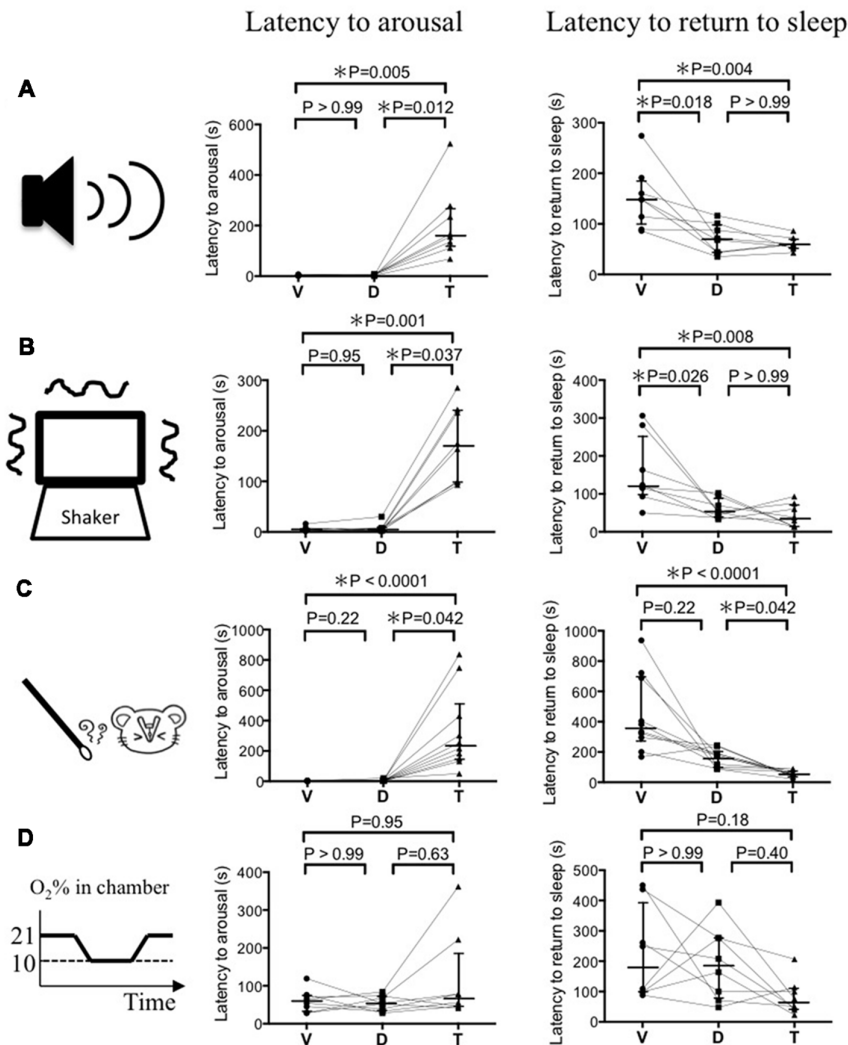 Latency to arousal Latency to return to sleep
A
Latency to arousal (s)
600
400
200
0
V D T
P > 0.99 ＊P=0.012
＊P=0.005
Latency to return to sleep (s)
300
200
100
0
V D T
＊P=0.018 P > 0.99
＊P=0.004
B
Shaker
Latency to arousal (s)
300
200
100
0
V D T
P=0.95 ＊P=0.037
＊P=0.001
Latency to return to sleep (s)
400
300
200
100
0
V D T
＊P=0.026 P > 0.99
＊P=0.008
C
Latency to arousal (s)
1000
800
600
400
200
0
V D T
P=0.22 ＊P=0.042
＊P < 0.0001
Latency to return to sleep (s)
1000
800
600
400
200
0
V D T
P=0.22 ＊P=0.042
＊P < 0.0001
D
O₂% in chamber
21
10
Time
Latency to arousal (s)
400
300
200
100
0
V D T
P > 0.99 P=0.63
P=0.95
Latency to return to sleep (s)
500
400
300
200
100
0
V D T
P > 0.99 P=0.40
P=0.18